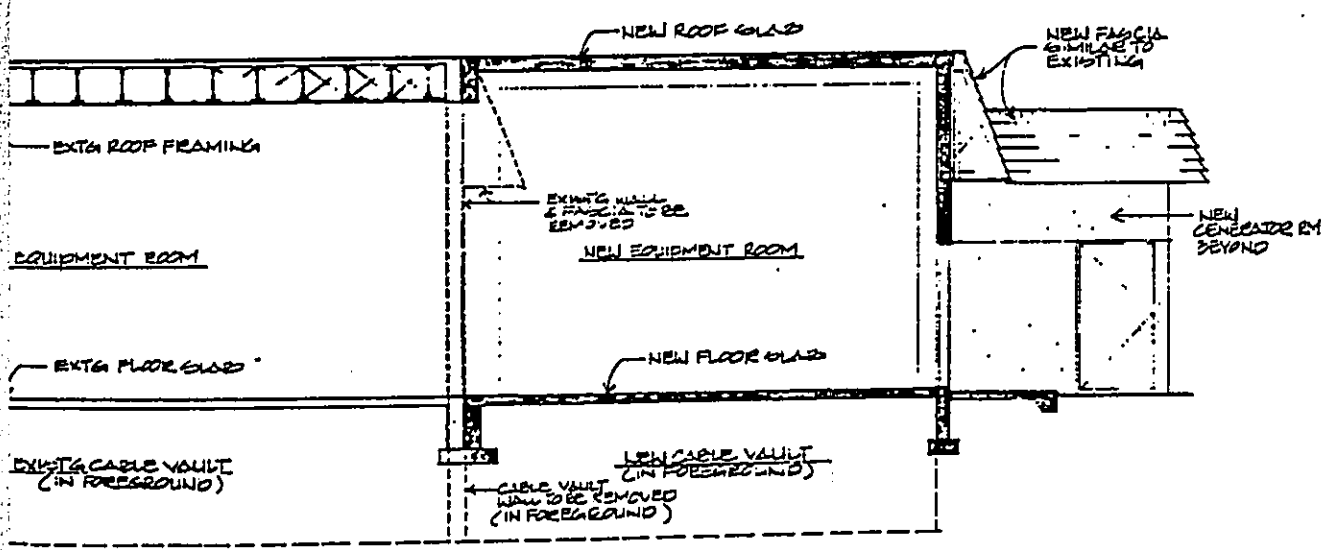 NEW ROOF SLAB
NEW FASCIA
SIMILAR TO
EXISTING
EXTG ROOF FRAMING
EXIST'G WALL
& FASCIA TO BE
REMOVED
NEW
GENERATOR RM
BEYOND
EQUIPMENT ROOM
NEW EQUIPMENT ROOM
EXTG FLOOR SLAB
NEW FLOOR SLAB
EXIST'G CABLE VAULT
(IN FOREGROUND)
NEW CABLE VAULT
(IN FOREGROUND)
CABLE VAULT
WALL TO BE REMOVED
(IN FOREGROUND)